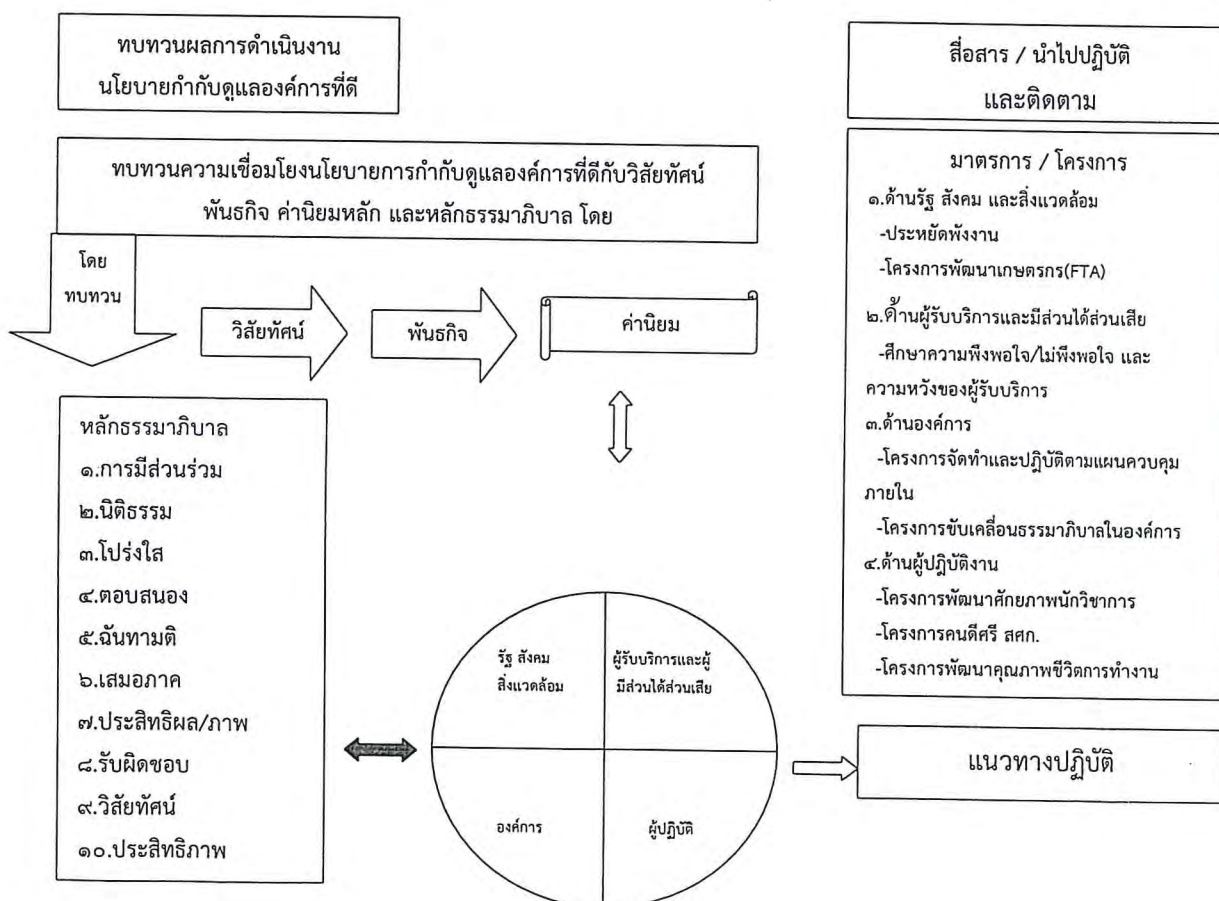 ทบทวนผลการดำเนินงาน
นโยบายกำกับดูแลองค์การที่ดี
ทบทวนความเชื่อมโยงนโยบายการกำกับดูแลองค์การที่ดีกับวิสัยทัศน์
พันธกิจ ค่านิยมหลัก และหลักธรรมาภิบาล โดย
โดย
ทบทวน
วิสัยทัศน์
พันธกิจ
ค่านิยม
หลักธรรมาภิบาล
๑.การมีส่วนร่วม
๒.นิติธรรม
๓.โปร่งใส
๔.ตอบสนอง
๕.ฉันทามติ
๖.เสมอภาค
๗.ประสิทธิผล/ภาพ
๘.รับผิดชอบ
๙.วิสัยทัศน์
๑๐.ประสิทธิภาพ
รัฐ สังคม
สิ่งแวดล้อม
ผู้รับบริการและผู้
มีส่วนได้ส่วนเสีย
องค์การ
ผู้ปฏิบัติ
สื่อสาร / นำไปปฏิบัติ
และติดตาม
มาตรการ / โครงการ
๑.ด้านรัฐ สังคม และสิ่งแวดล้อม
-ประหยัดพังงาน
-โครงการพัฒนาเกษตรกร(FTA)
๒.ด้านผู้รับบริการและมีส่วนได้ส่วนเสีย
-ศึกษาความพึงพอใจ/ไม่พึงพอใจ และ
ความหวังของผู้รับบริการ
๓.ด้านองค์การ
-โครงการจัดทำและปฏิบัติตามแผนควบคุม
ภายใน
-โครงการขับเคลื่อนธรรมาภิบาลในองค์การ
๔.ด้านผู้ปฏิบัติงาน
-โครงการพัฒนาศักยภาพนักวิชาการ
-โครงการคนดีศรี สศก.
-โครงการพัฒนาคุณภาพชีวิตการทำงาน
แนวทางปฏิบัติ